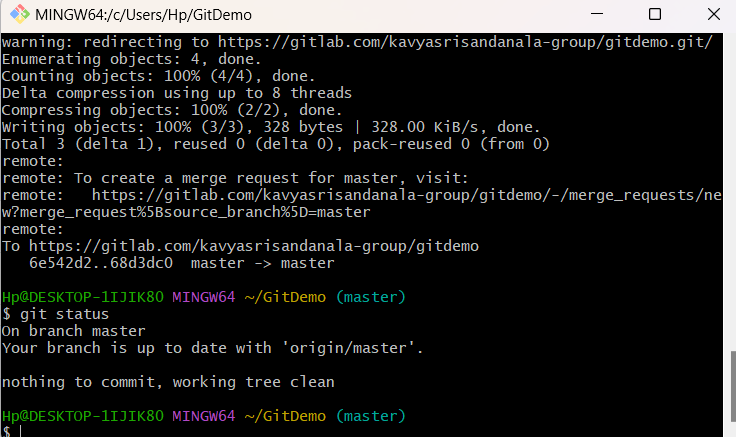 MINGW64:/c/Users/Hp/GitDemo
warning: redirecting to https://gitlab.com/kavyasrisandanala-group/gitdemo.git/
Enumerating objects: 4, done.
Counting objects: 100% (4/4), done.
Delta compression using up to 8 threads
Compressing objects: 100% (2/2), done.
Writing objects: 100% (3/3), 328 bytes | 328.00 KiB/s, done.
Total 3 (delta 1), reused 0 (delta 0), pack-reused 0 (from 0)
remote:
remote: To create a merge request for master, visit:
remote:   https://gitlab.com/kavyasrisandanala-group/gitdemo/-/merge_requests/ne
w?merge_request%5Bsource_branch%5D=master
remote:
To https://gitlab.com/kavyasrisandanala-group/gitdemo
   6e542d2..68d3dc0  master -> master
Hp@DESKTOP-1IJIK8O MINGW64 ~/GitDemo (master)
$ git status
On branch master
Your branch is up to date with 'origin/master'.
nothing to commit, working tree clean
Hp@DESKTOP-1IJIK8O MINGW64 ~/GitDemo (master)
$